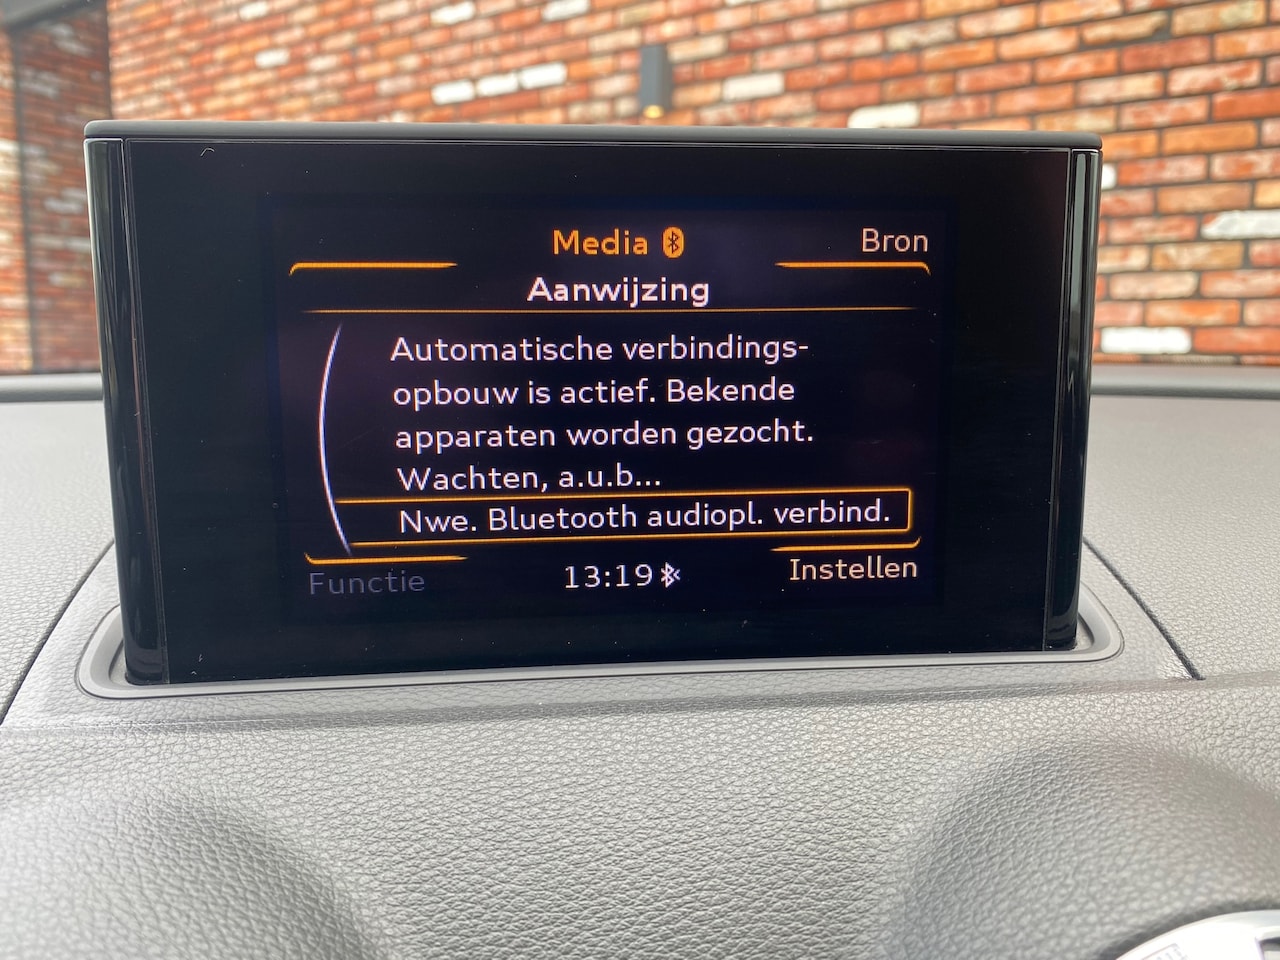 Media
Bron
Aanwijzing
Automatische verbindings-
opbouw is actief. Bekende
apparaten worden gezocht.
Wachten, a.u.b...
Nwe. Bluetooth audiopl. verbind.
Functie
13:19
Instellen